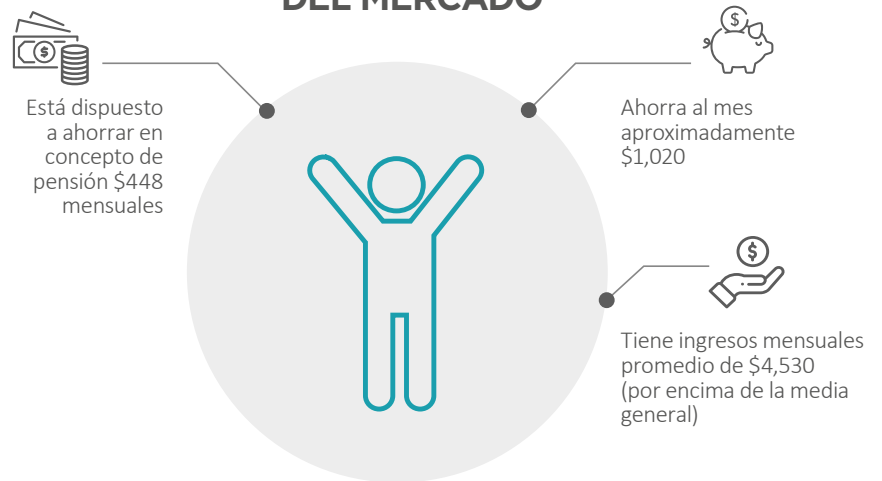 DEL MERCADO
Está dispuesto
a ahorrar en
concepto de
pensión $448
mensuales
Ahorra al mes
aproximadamente
$1,020
Tiene ingresos mensuales
promedio de $4,530
(por encima de la media
general)